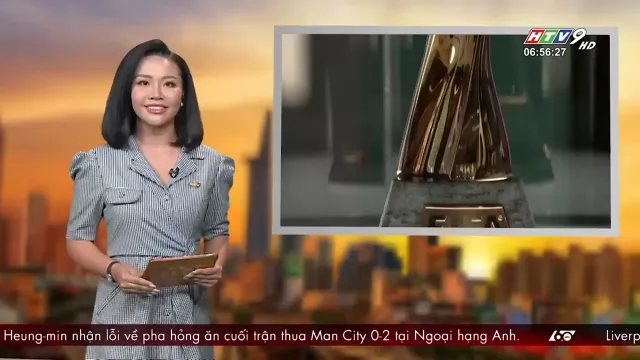 HTV9 HD
06:56:27
Heung-min nhân lỗi về pha hỏng ăn cuối trận thua Man City 0-2 tại Ngoại hạng Anh.
Liverp